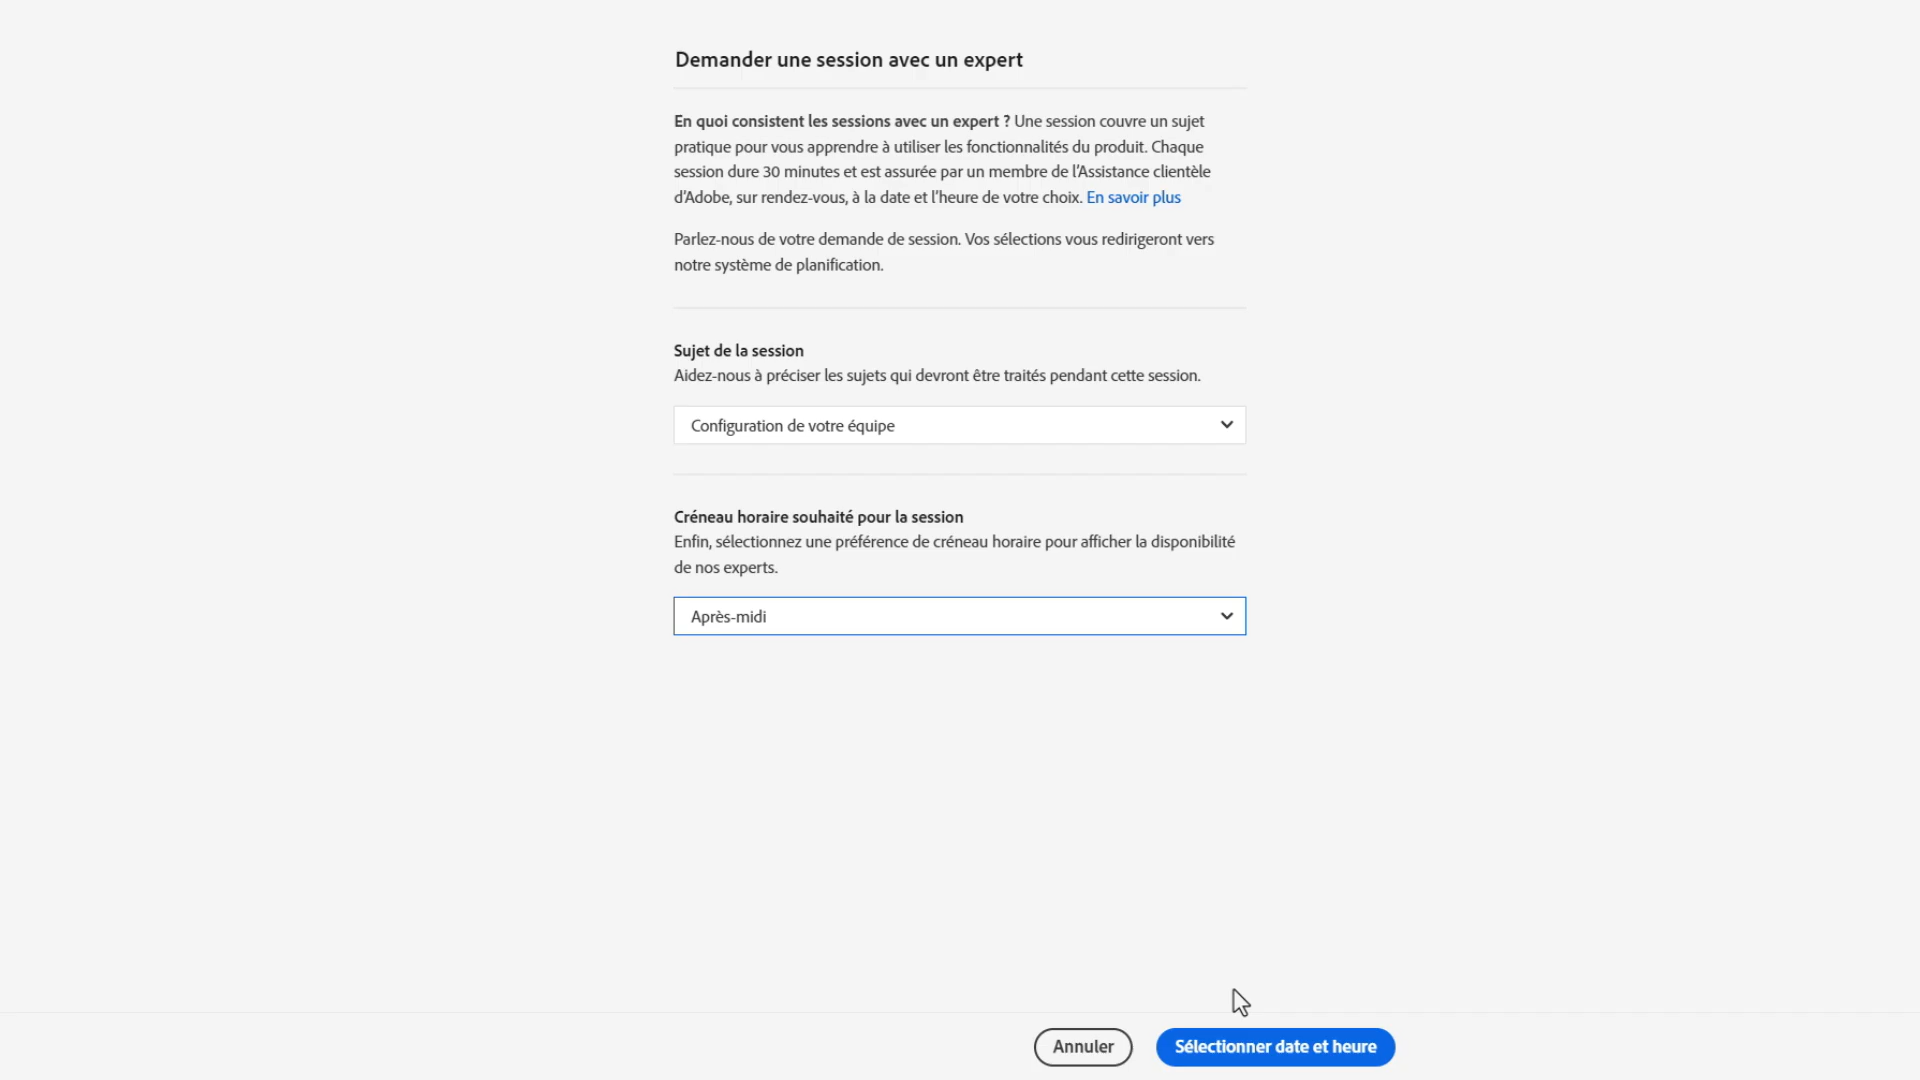 Demander une session avec un expert
En quoi consistent les sessions avec un expert ? Une session couvre un sujet
pratique pour vous apprendre à utiliser les fonctionnalités du produit. Chaque
session dure 30 minutes et est assurée par un membre de l'Assistance clientèle
d'Adobe, sur rendez-vous, à la date et l'heure de votre choix. En savoir plus
Parlez-nous de votre demande de session. Vos sélections vous redirigeront vers
notre système de planification.
Sujet de la session
Aidez-nous à préciser les sujets qui devront être traités pendant cette session.
Configuration de votre équipe
Créneau horaire souhaité pour la session
Enfin, sélectionnez une préférence de créneau horaire pour afficher la disponibilité
de nos experts.
Après-midi
Annuler
Sélectionner date et heure